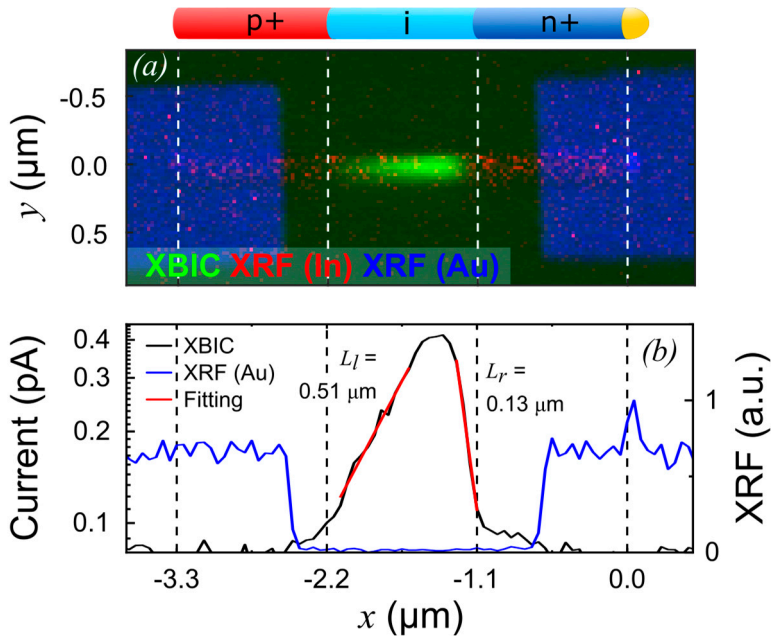 p+ i n+
(a)
-0.5
0.0
0.5
y (μm)
XBIC XRF (In) XRF (Au)
(b)
XBIC
XRF (Au)
Fitting
L_l =
0.51 μm
L_r =
0.13 μm
0.4
0.3
0.2
0.1
Current (pA)
1
0
XRF (a.u.)
-3.3 -2.2 -1.1 0.0
x (μm)